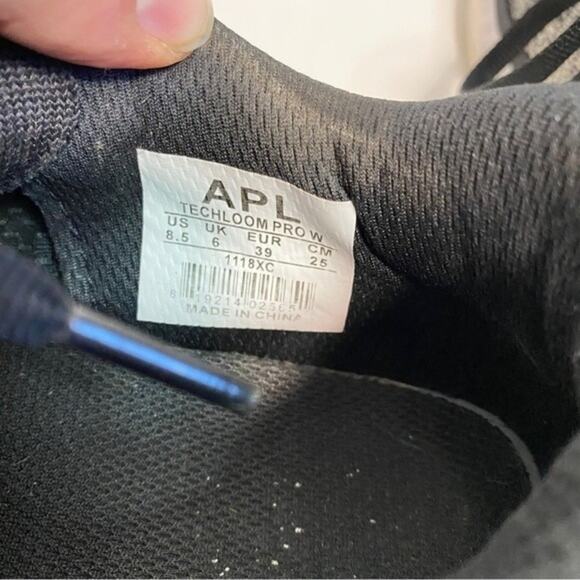 APL
TECHLOOM PRO W
US UK EUR CM
8.5 6 39 25
1118XC
MADE IN CHINA